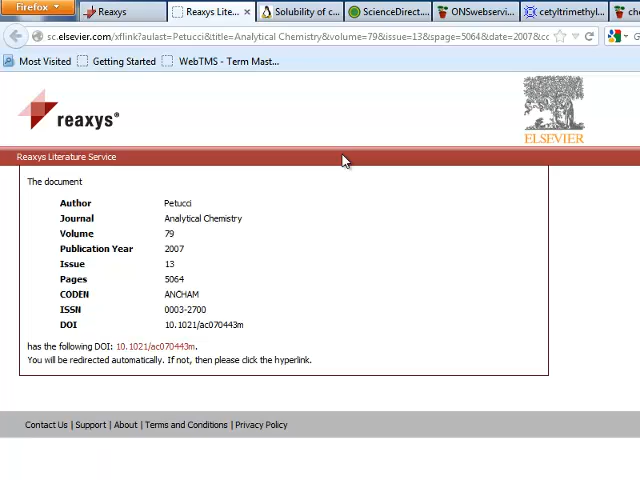 Firefox
Reaxys
Reaxys Lite...
Solubility of c...
ScienceDirect....
ONSwebservi...
cetyltrimethyl...
che
sc.elsevier.com/xflink?aulast=Petucci&title=Analytical Chemistry&volume=79&issue=13&spage=5064&date=2007&cc
Most Visited
Getting Started
WebTMS - Term Mast...
reaxys®
ELSEVIER
Reaxys Literature Service
The document
Author Petucci
Journal Analytical Chemistry
Volume 79
Publication Year 2007
Issue 13
Pages 5064
CODEN ANCHAM
ISSN 0003-2700
DOI 10.1021/ac070443m
has the following DOI: 10.1021/ac070443m.
You will be redirected automatically. If not, then please click the hyperlink.
Contact Us | Support | About | Terms and Conditions | Privacy Policy